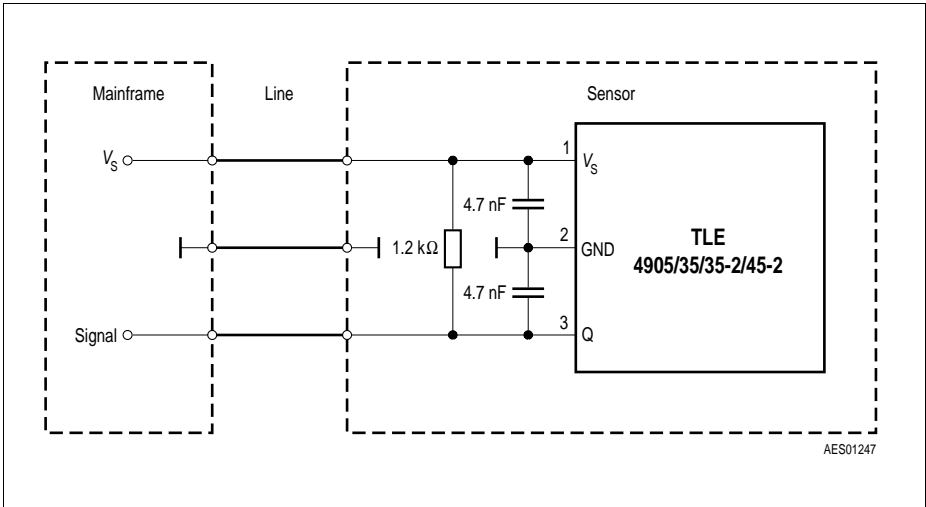 Mainframe
Line
Sensor
VS
1
VS
4.7 nF
1.2 kΩ
2
GND
TLE
4905/35/35-2/45-2
4.7 nF
Signal
3
Q
AES01247